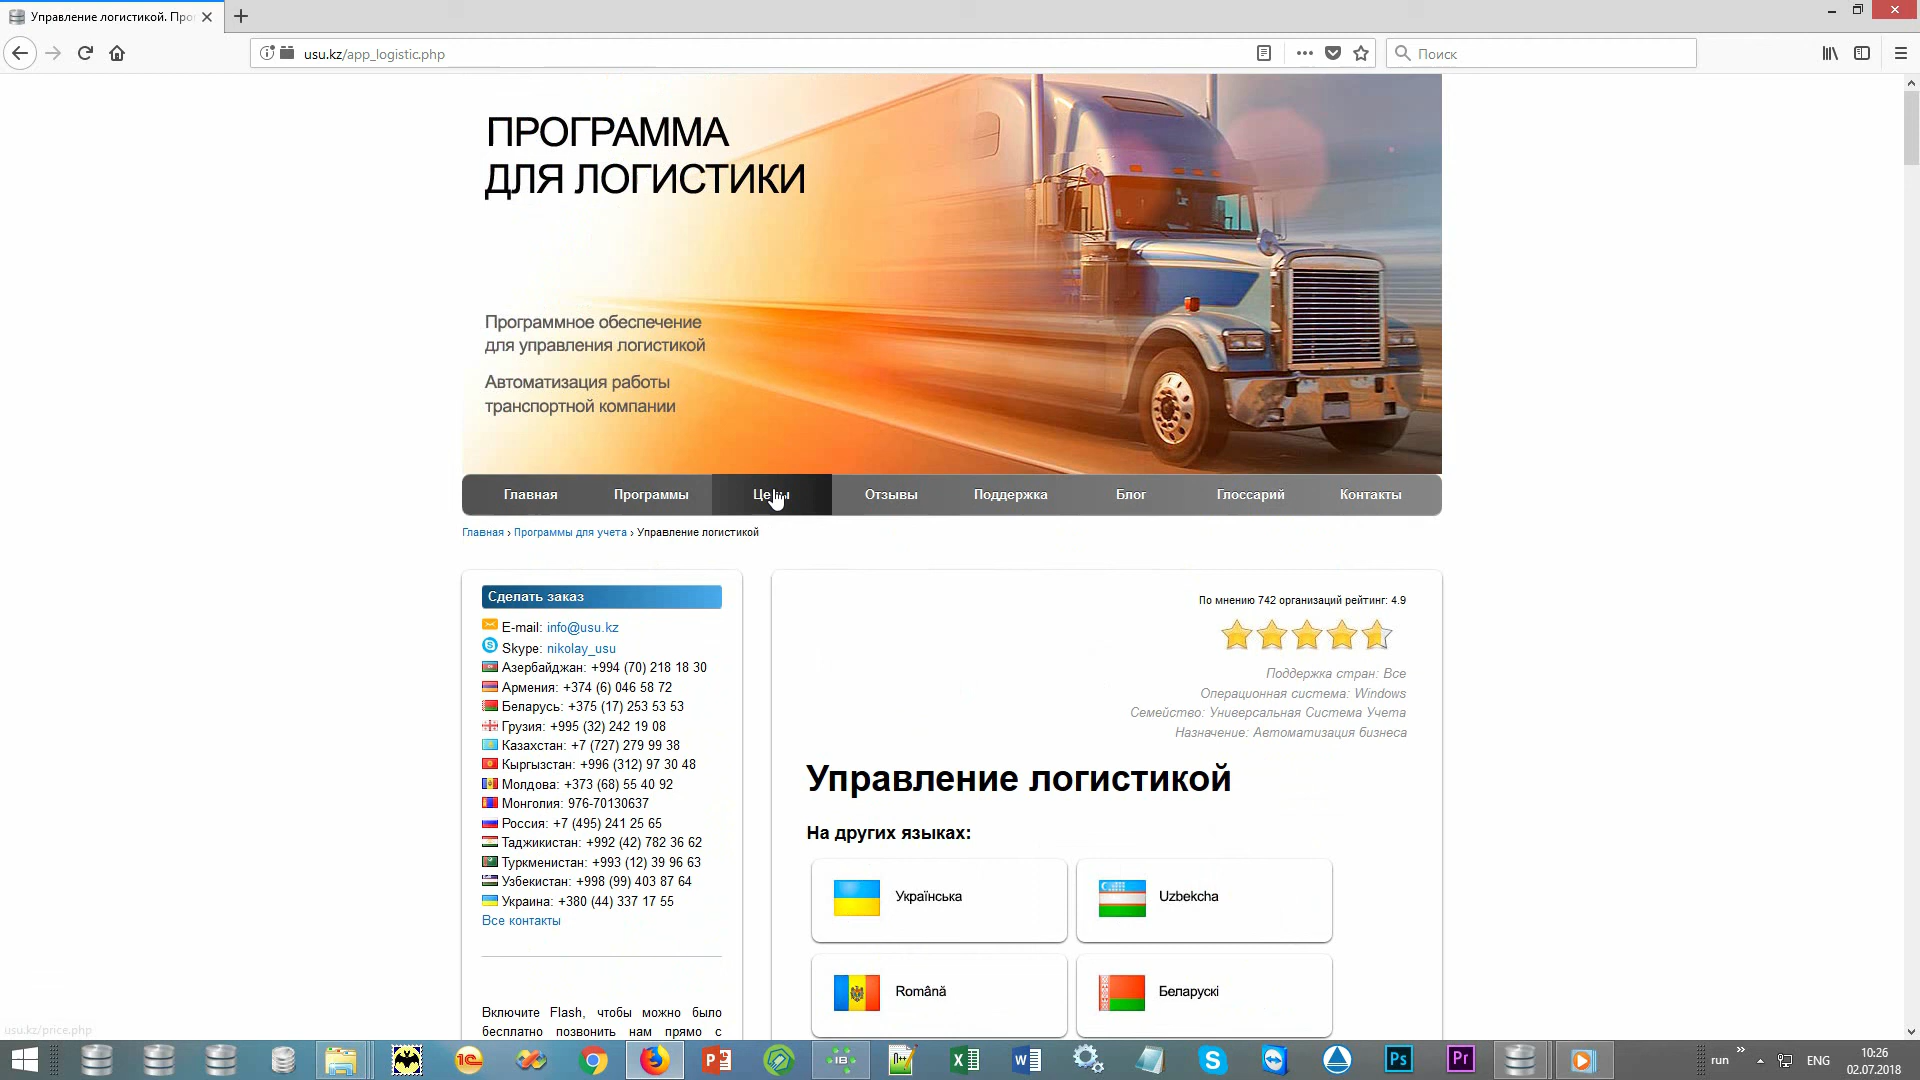 Управление логистикой. Про
usu.kz/app_logistic.php
Поиск
ПРОГРАММА
ДЛЯ ЛОГИСТИКИ
Программное обеспечение
для управления логистикой
Автоматизация работы
транспортной компании
Главная Программы Цены Отзывы Поддержка Блог Глоссарий Контакты
Главная › Программы для учета › Управление логистикой
Сделать заказ
E-mail: info@usu.kz
Skype: nikolay_usu
Азербайджан: +994 (70) 218 18 30
Армения: +374 (6) 046 58 72
Беларусь: +375 (17) 253 53 53
Грузия: +995 (32) 242 19 08
Казахстан: +7 (727) 279 99 38
Кыргызстан: +996 (312) 97 30 48
Молдова: +373 (68) 55 40 92
Монголия: 976-70130637
Россия: +7 (495) 241 25 65
Таджикистан: +992 (42) 782 36 62
Туркменистан: +993 (12) 39 96 63
Узбекистан: +998 (99) 403 87 64
Украина: +380 (44) 337 17 55
Все контакты
Включите Flash, чтобы можно было
бесплатно позвонить нам прямо с
По мнению 742 организаций рейтинг: 4.9
Поддержка стран: Все
Операционная система: Windows
Семейство: Универсальная Система Учета
Назначение: Автоматизация бизнеса
Управление логистикой
На других языках:
Українська
Uzbekcha
Română
Беларускі
usu.kz/price.php
run
ENG
10:26
02.07.2018